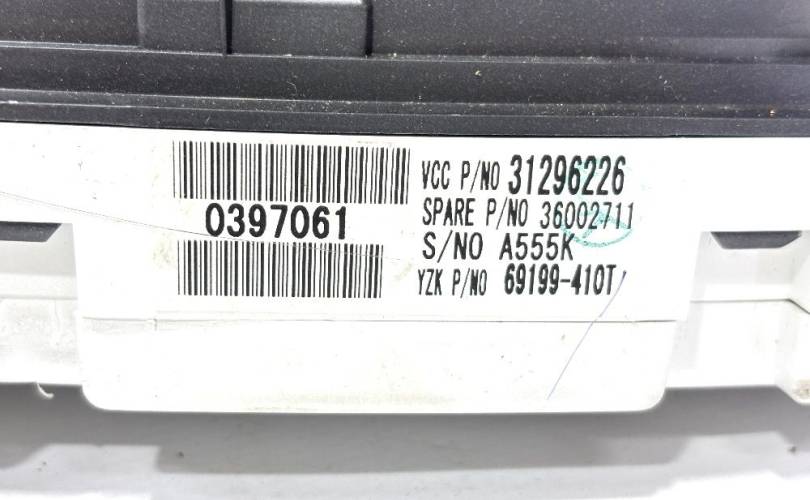 0397061
VCC P/NO 31296226
SPARE P/NO 36002711
S/NO A555K
YZK P/NO 69199-410T